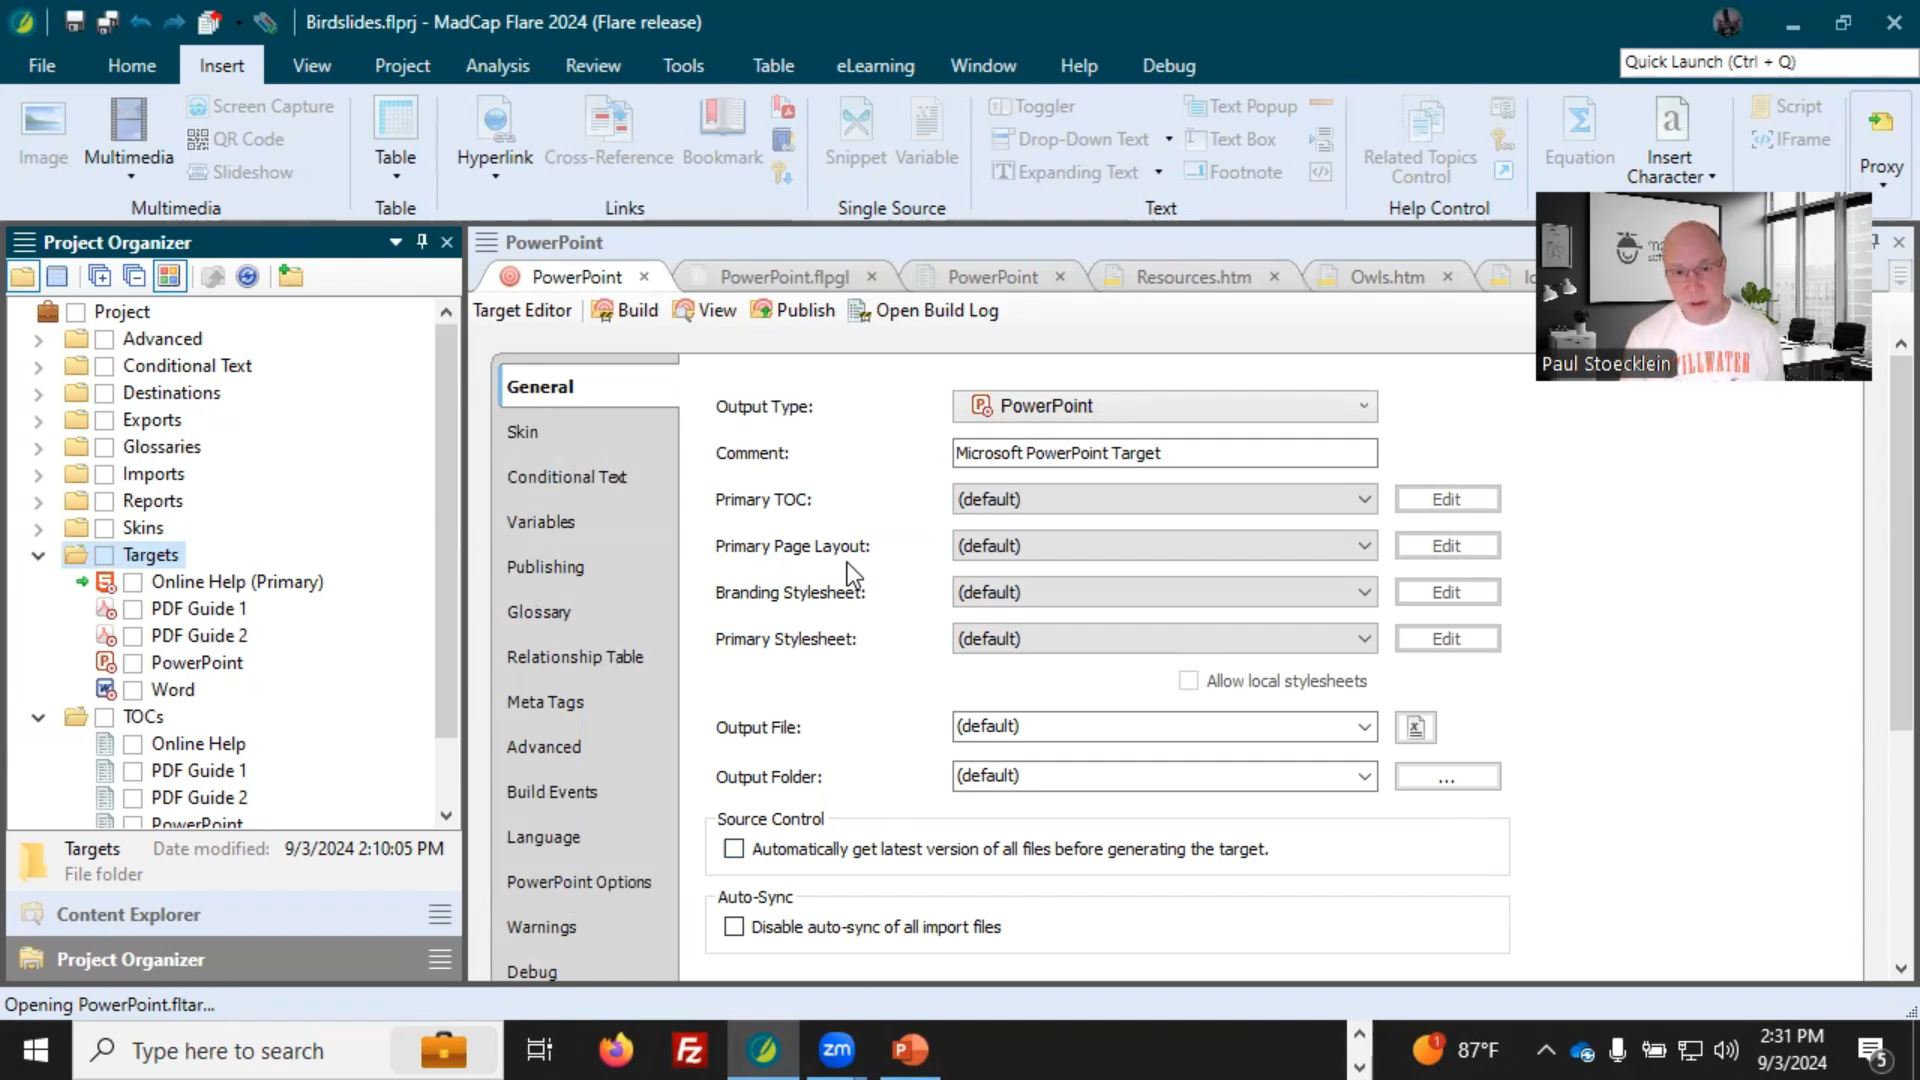 Birdslides.flprj - MadCap Flare 2024 (Flare release)
File Home Insert View Project Analysis Review Tools Table eLearning Window Help Debug
Quick Launch (Ctrl + Q)
Image
Multimedia
Screen Capture
QR Code
Slideshow
Multimedia
Table
Table
Hyperlink
Cross-Reference
Bookmark
Links
Snippet
Variable
Single Source
Toggler
Drop-Down Text
Expanding Text
Text Popup
Text Box
Footnote
Text
Related Topics
Control
Help Control
Equation
Insert
Character
Script
IFrame
Proxy
Project Organizer
Project
Advanced
Conditional Text
Destinations
Exports
Glossaries
Imports
Reports
Skins
Targets
Online Help (Primary)
PDF Guide 1
PDF Guide 2
PowerPoint
Word
TOCs
Online Help
PDF Guide 1
PDF Guide 2
PowerPoint
Targets Date modified: 9/3/2024 2:10:05 PM
File folder
Content Explorer
Project Organizer
PowerPoint
PowerPoint PowerPoint.flpgl PowerPoint Resources.htm Owls.htm
Target Editor Build View Publish Open Build Log
General
Skin
Conditional Text
Variables
Publishing
Glossary
Relationship Table
Meta Tags
Advanced
Build Events
Language
PowerPoint Options
Warnings
Debug
Output Type: PowerPoint
Comment: Microsoft PowerPoint Target
Primary TOC: (default) Edit
Primary Page Layout: (default) Edit
Branding Stylesheet: (default) Edit
Primary Stylesheet: (default) Edit
Allow local stylesheets
Output File: (default)
Output Folder: (default) ...
Source Control
Automatically get latest version of all files before generating the target.
Auto-Sync
Disable auto-sync of all import files
Paul Stoecklein
Opening PowerPoint.fltar...
Type here to search
zm
87°F
2:31 PM
9/3/2024
5